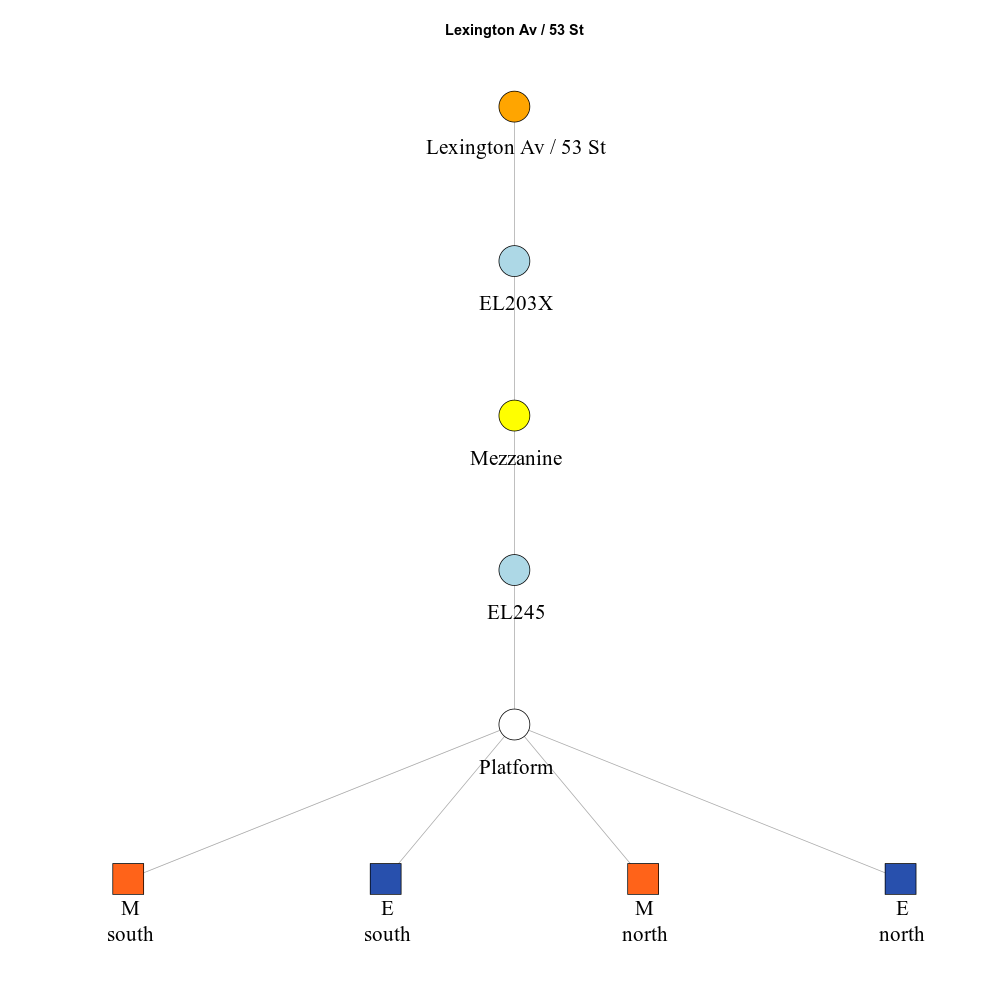 Lexington Av / 53 St
Lexington Av / 53 St
EL203X
Mezzanine
EL245
Platform
M
south
E
south
M
north
E
north